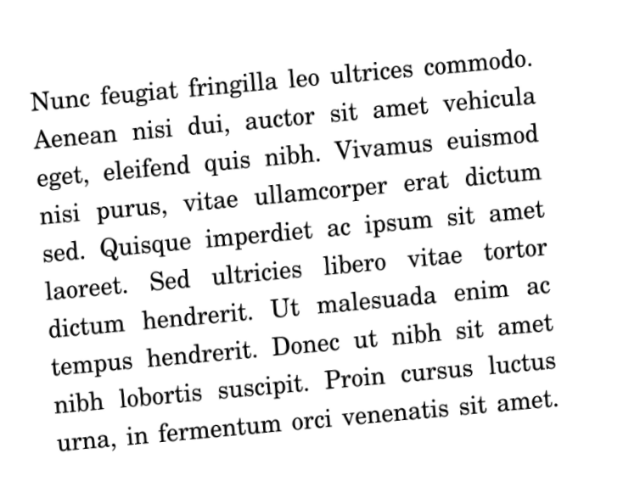 Nunc feugiat fringilla leo ultrices commodo.
Aenean nisi dui, auctor sit amet vehicula
eget, eleifend quis nibh. Vivamus euismod
nisi purus, vitae ullamcorper erat dictum
sed. Quisque imperdiet ac ipsum sit amet
laoreet. Sed ultricies libero vitae tortor
dictum hendrerit. Ut malesuada enim ac
tempus hendrerit. Donec ut nibh sit amet
nibh lobortis suscipit. Proin cursus luctus
urna, in fermentum orci venenatis sit amet.